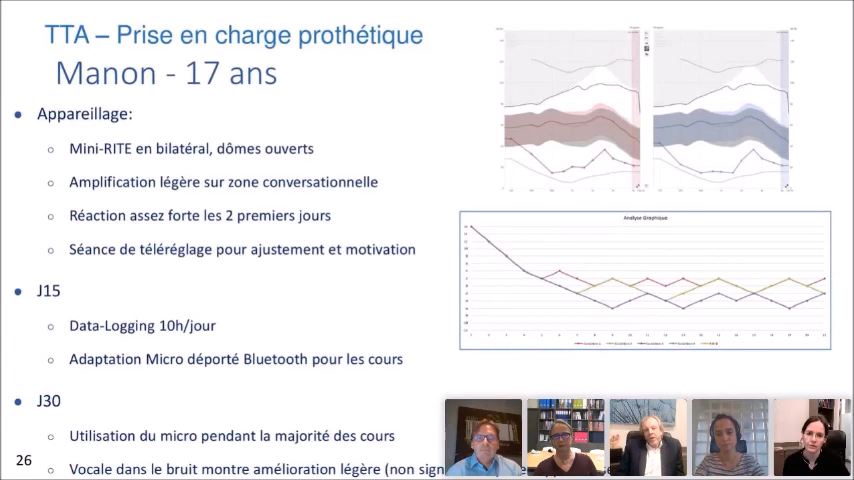 TTA – Prise en charge prothétique
Manon - 17 ans
Appareillage:
Mini-RITE en bilatéral, dômes ouverts
Amplification légère sur zone conversationnelle
Réaction assez forte les 2 premiers jours
Séance de téléréglage pour ajustement et motivation
J15
Data-Logging 10h/jour
Adaptation Micro déporté Bluetooth pour les cours
J30
Utilisation du micro pendant la majorité des cours
Vocale dans le bruit montre amélioration légère (non sign
26
Analyse Graphique